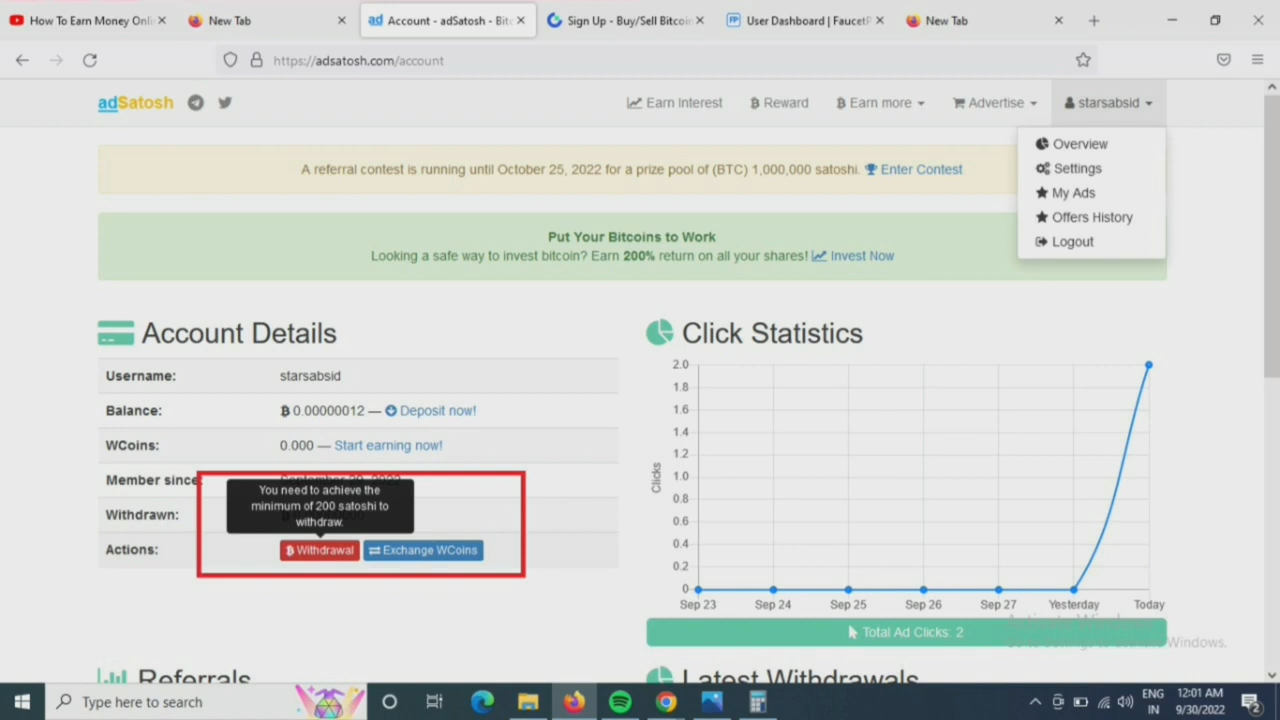 How To Earn Money Onli
New Tab
Account - adSatosh - Bitc
Sign Up - Buy/Sell Bitcoin
User Dashboard | FaucetP
New Tab
https://adsatosh.com/account
adSatosh
Earn Interest
Reward
Earn more
Advertise
starsabsid
Overview
Settings
My Ads
Offers History
Logout
A referral contest is running until October 25, 2022 for a prize pool of (BTC) 1,000,000 satoshi. Enter Contest
Put Your Bitcoins to Work
Looking a safe way to invest bitcoin? Earn 200% return on all your shares! Invest Now
Account Details
Username: starsabsid
Balance: ₿ 0.00000012 — Deposit now!
WCoins: 0.000 — Start earning now!
Member since
Withdrawn:
You need to achieve the
minimum of 200 satoshi to
withdraw.
Actions: Withdrawal Exchange WCoins
Click Statistics
2.0
1.8
1.6
1.4
1.2
1.0
0.8
0.6
0.4
0.2
0
Clicks
Sep 23 Sep 24 Sep 25 Sep 26 Sep 27 Yesterday Today
Total Ad Clicks: 2
Referrals
Latest Withdrawals
Type here to search
ENG
IN
12:01 AM
9/30/2022
2